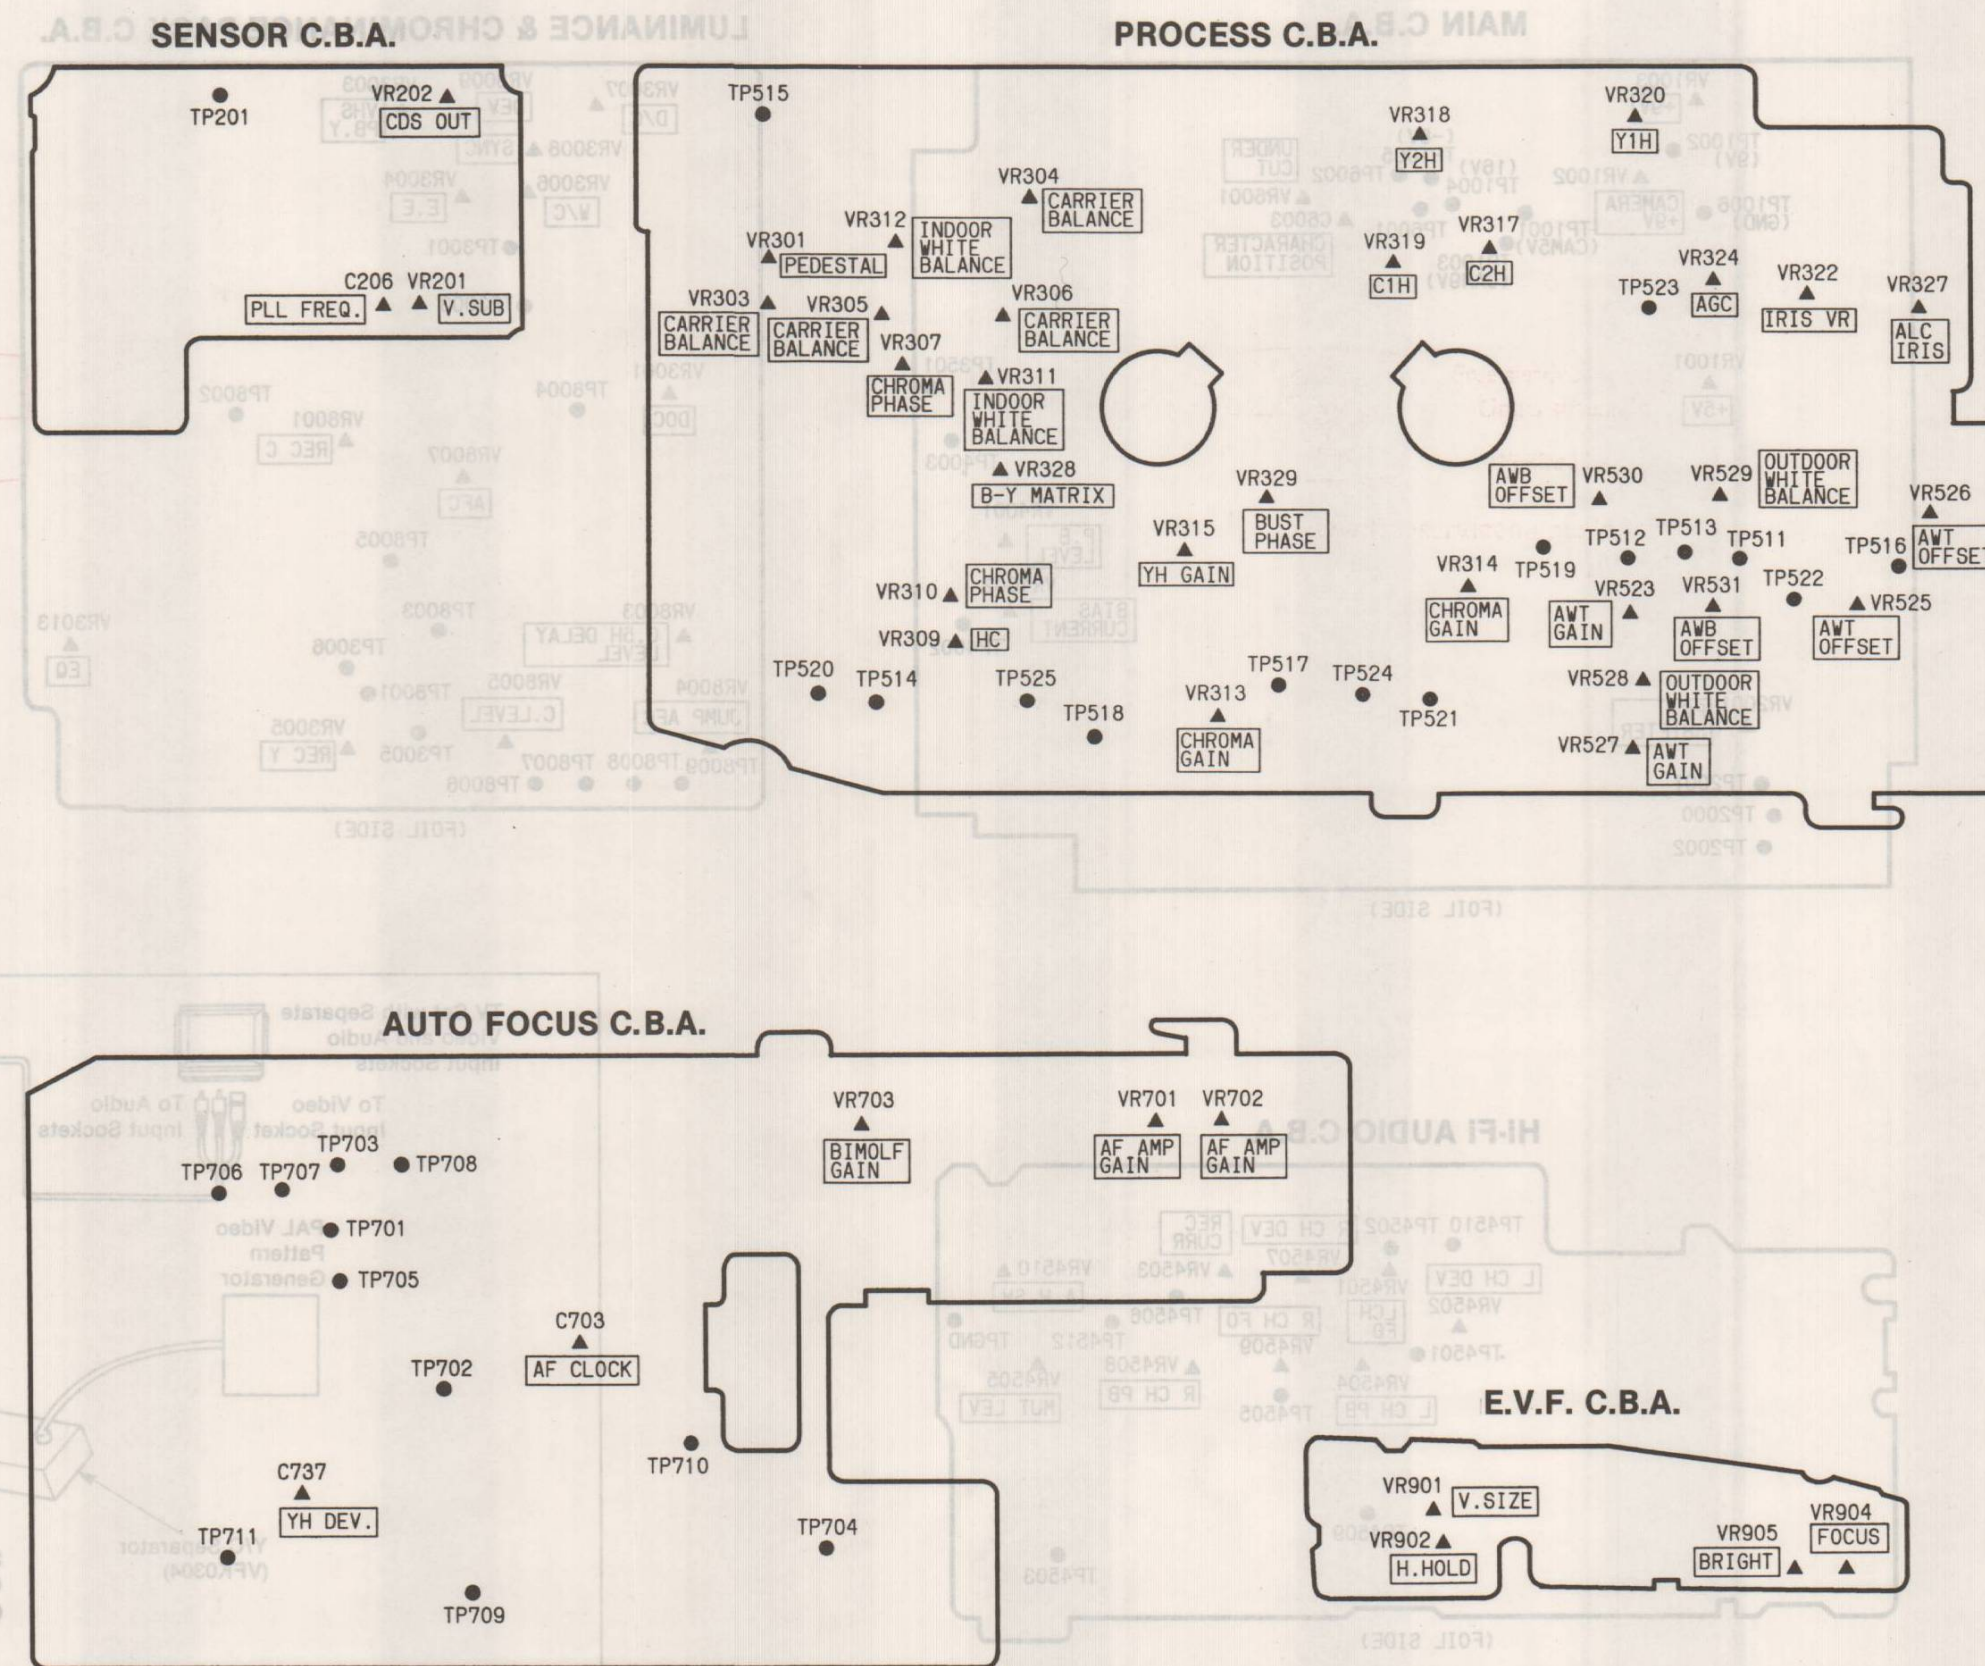 SENSOR C.B.A.
TP201
VR202
CDS OUT
C206 VR201
PLL FREQ.
V.SUB
PROCESS C.B.A.
TP515
VR318
Y2H
VR320
Y1H
VR304
CARRIER
BALANCE
VR312
INDOOR
WHITE
BALANCE
VR301
PEDESTAL
VR319
C1H
VR317
C2H
VR324
AGC
TP523
VR322
IRIS VR
VR327
ALC
IRIS
VR303
CARRIER
BALANCE
VR305
CARRIER
BALANCE
VR306
CARRIER
BALANCE
VR307
CHROMA
PHASE
VR311
INDOOR
WHITE
BALANCE
VR328
B-Y MATRIX
VR329
BUST
PHASE
VR315
YH GAIN
AWB
OFFSET
VR530
VR529
OUTDOOR
WHITE
BALANCE
VR526
AWT
OFFSET
TP519
TP512
TP513
TP511
TP516
TP522
VR310
CHROMA
PHASE
VR309
HC
VR314
CHROMA
GAIN
VR523
AWT
GAIN
VR531
AWB
OFFSET
VR525
AWT
OFFSET
TP520
TP514
TP525
TP518
VR313
CHROMA
GAIN
TP517
TP524
TP521
VR528
OUTDOOR
WHITE
BALANCE
VR527
AWT
GAIN
AUTO FOCUS C.B.A.
VR703
BIMOLF
GAIN
VR701
AF AMP
GAIN
VR702
AF AMP
GAIN
TP703
TP706
TP707
TP708
TP701
TP705
C703
AF CLOCK
TP702
TP710
C737
YH DEV.
TP711
TP704
TP709
E.V.F. C.B.A.
VR901
V.SIZE
VR902
H.HOLD
VR905
BRIGHT
VR904
FOCUS